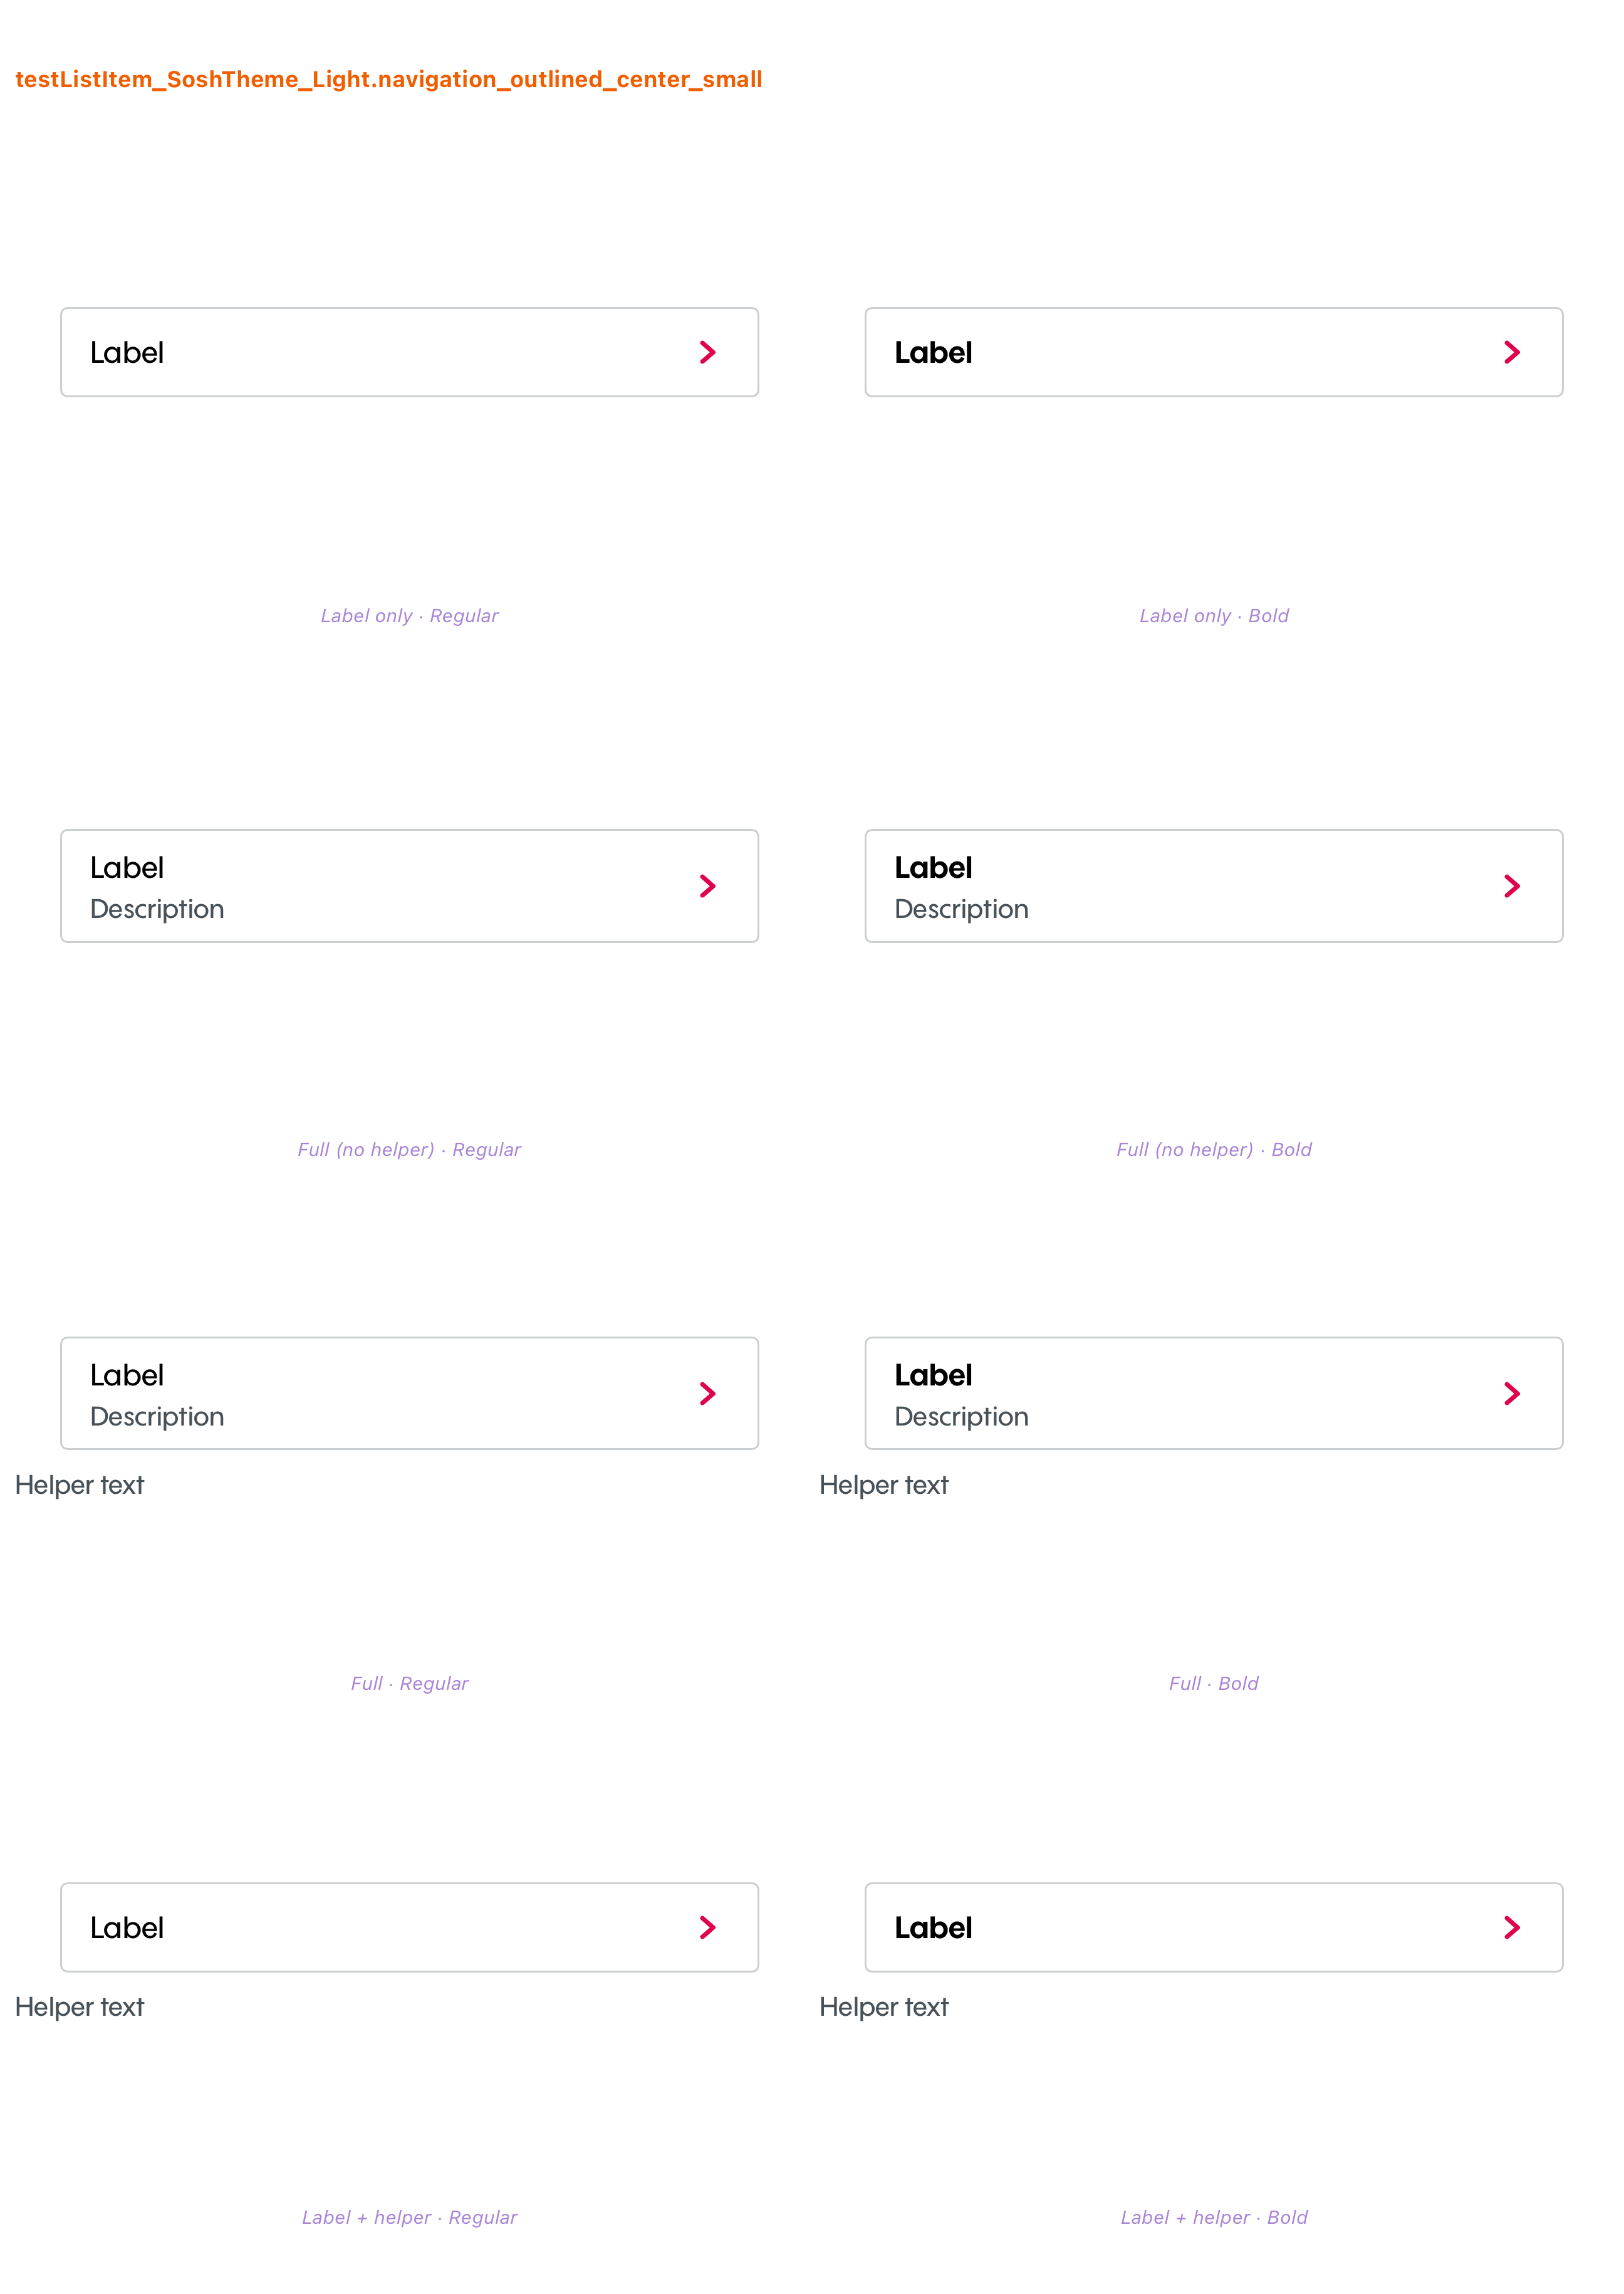 testListItem_SoshTheme_Light.navigation_outlined_center_small
Label
Label
Label only · Regular
Label only · Bold
Label
Description
Label
Description
Full (no helper) · Regular
Full (no helper) · Bold
Label
Description
Helper text
Label
Description
Helper text
Full · Regular
Full · Bold
Label
Helper text
Label
Helper text
Label + helper · Regular
Label + helper · Bold